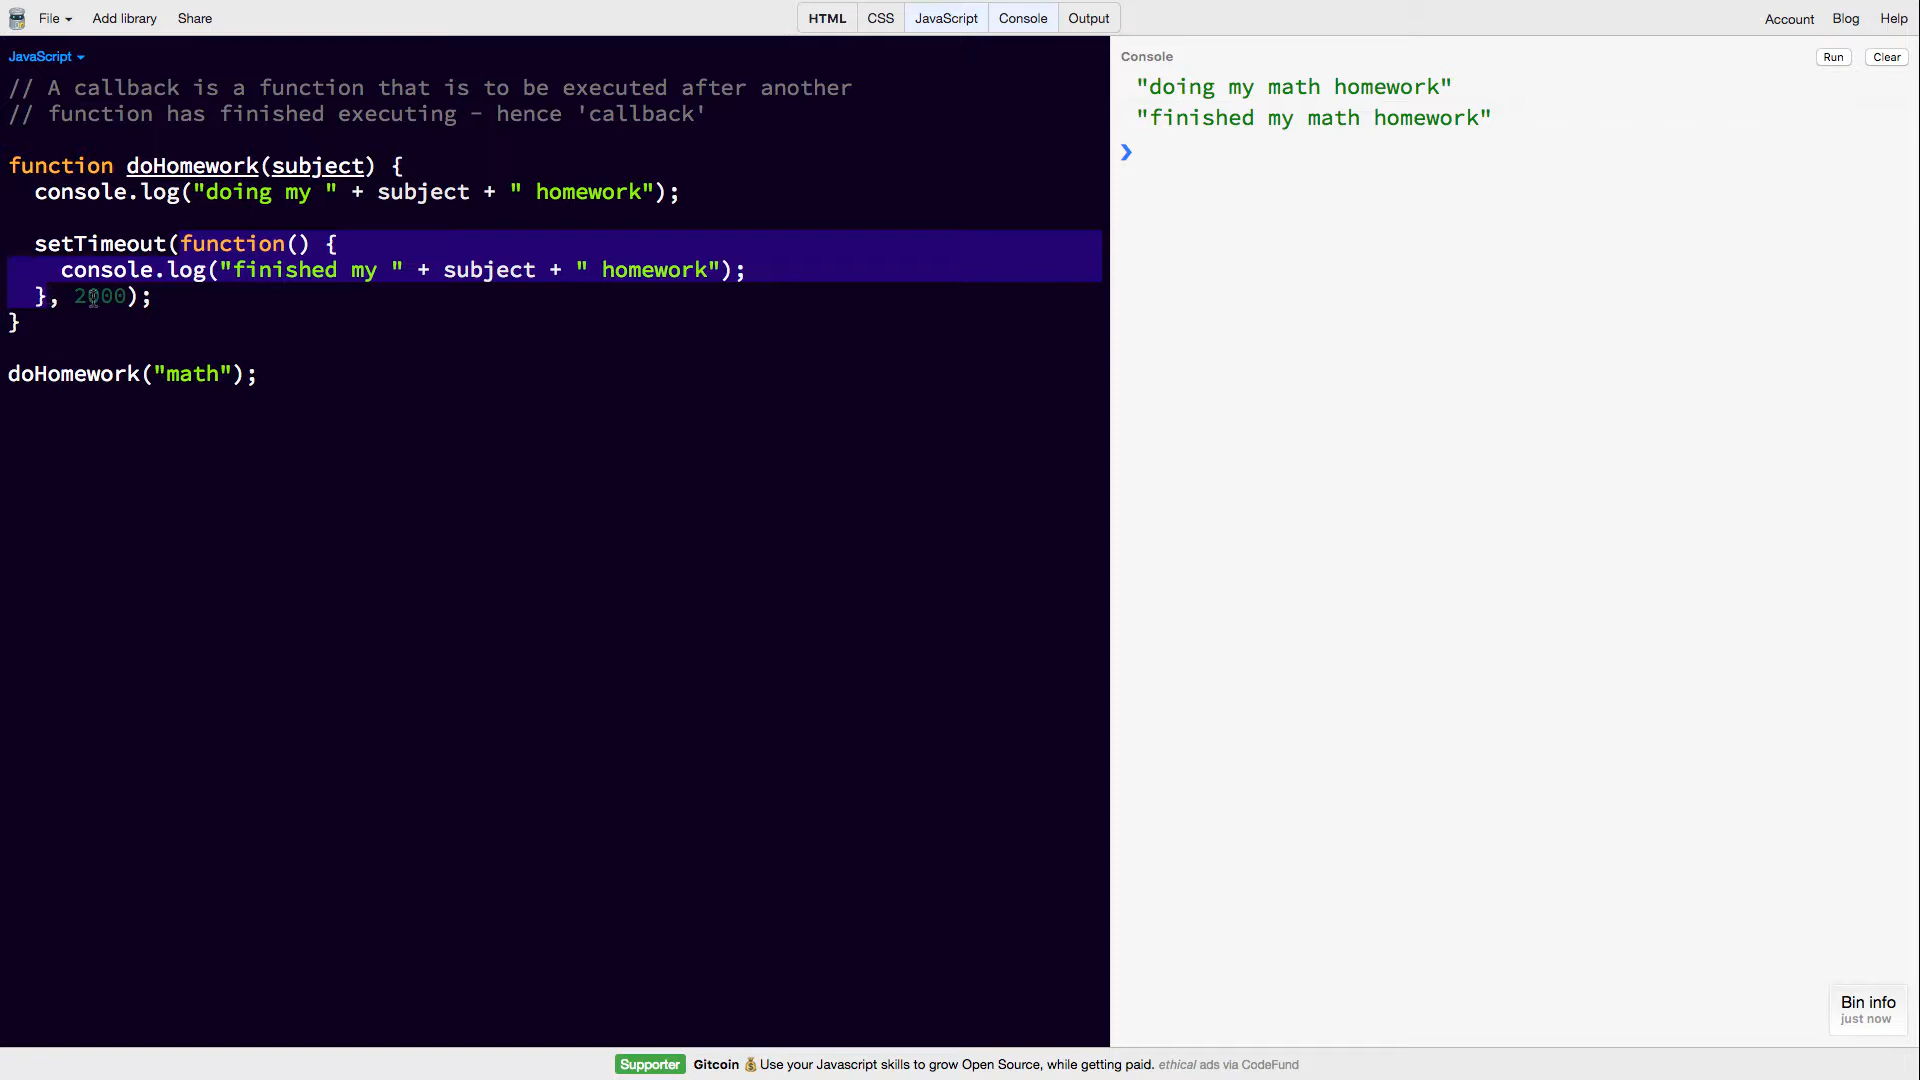 File Add library Share HTML CSS JavaScript Console Output Account Blog Help
JavaScript
// A callback is a function that is to be executed after another
// function has finished executing - hence 'callback'
function doHomework(subject) {
console.log("doing my " + subject + " homework");
setTimeout(function() {
console.log("finished my " + subject + " homework");
}, 2000);
}
doHomework("math");
Console Run Clear
"doing my math homework"
"finished my math homework"
Bin info
just now
Supporter Gitcoin 💰 Use your Javascript skills to grow Open Source, while getting paid. ethical ads via CodeFund